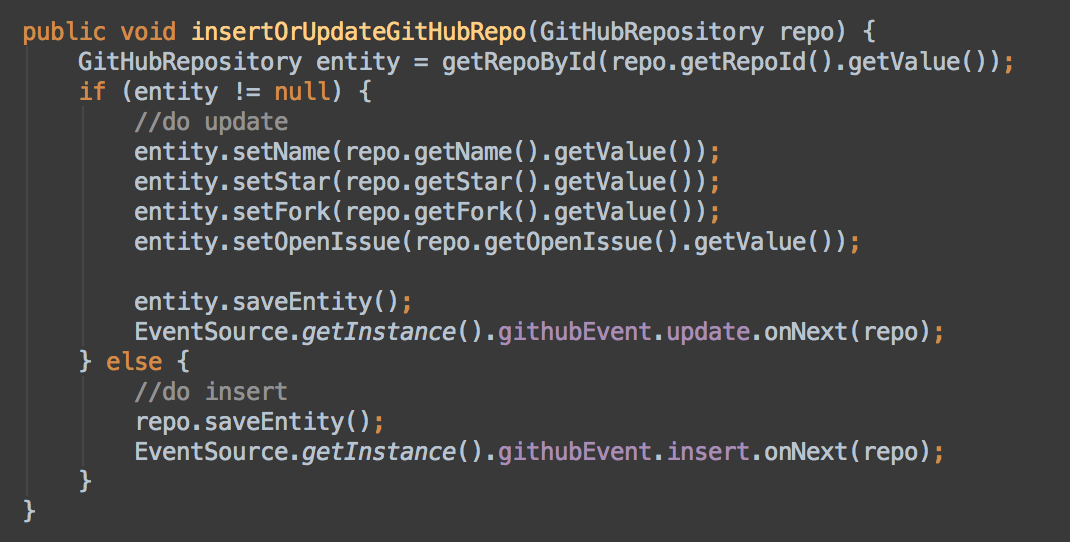 public void insertOrUpdateGitHubRepo(GitHubRepository repo) {
    GitHubRepository entity = getRepoById(repo.getRepoId().getValue());
    if (entity != null) {
        //do update
        entity.setName(repo.getName().getValue());
        entity.setStar(repo.getStar().getValue());
        entity.setFork(repo.getFork().getValue());
        entity.setOpenIssue(repo.getOpenIssue().getValue());

        entity.saveEntity();
        EventSource.getInstance().githubEvent.update.onNext(repo);
    } else {
        //do insert
        repo.saveEntity();
        EventSource.getInstance().githubEvent.insert.onNext(repo);
    }
}